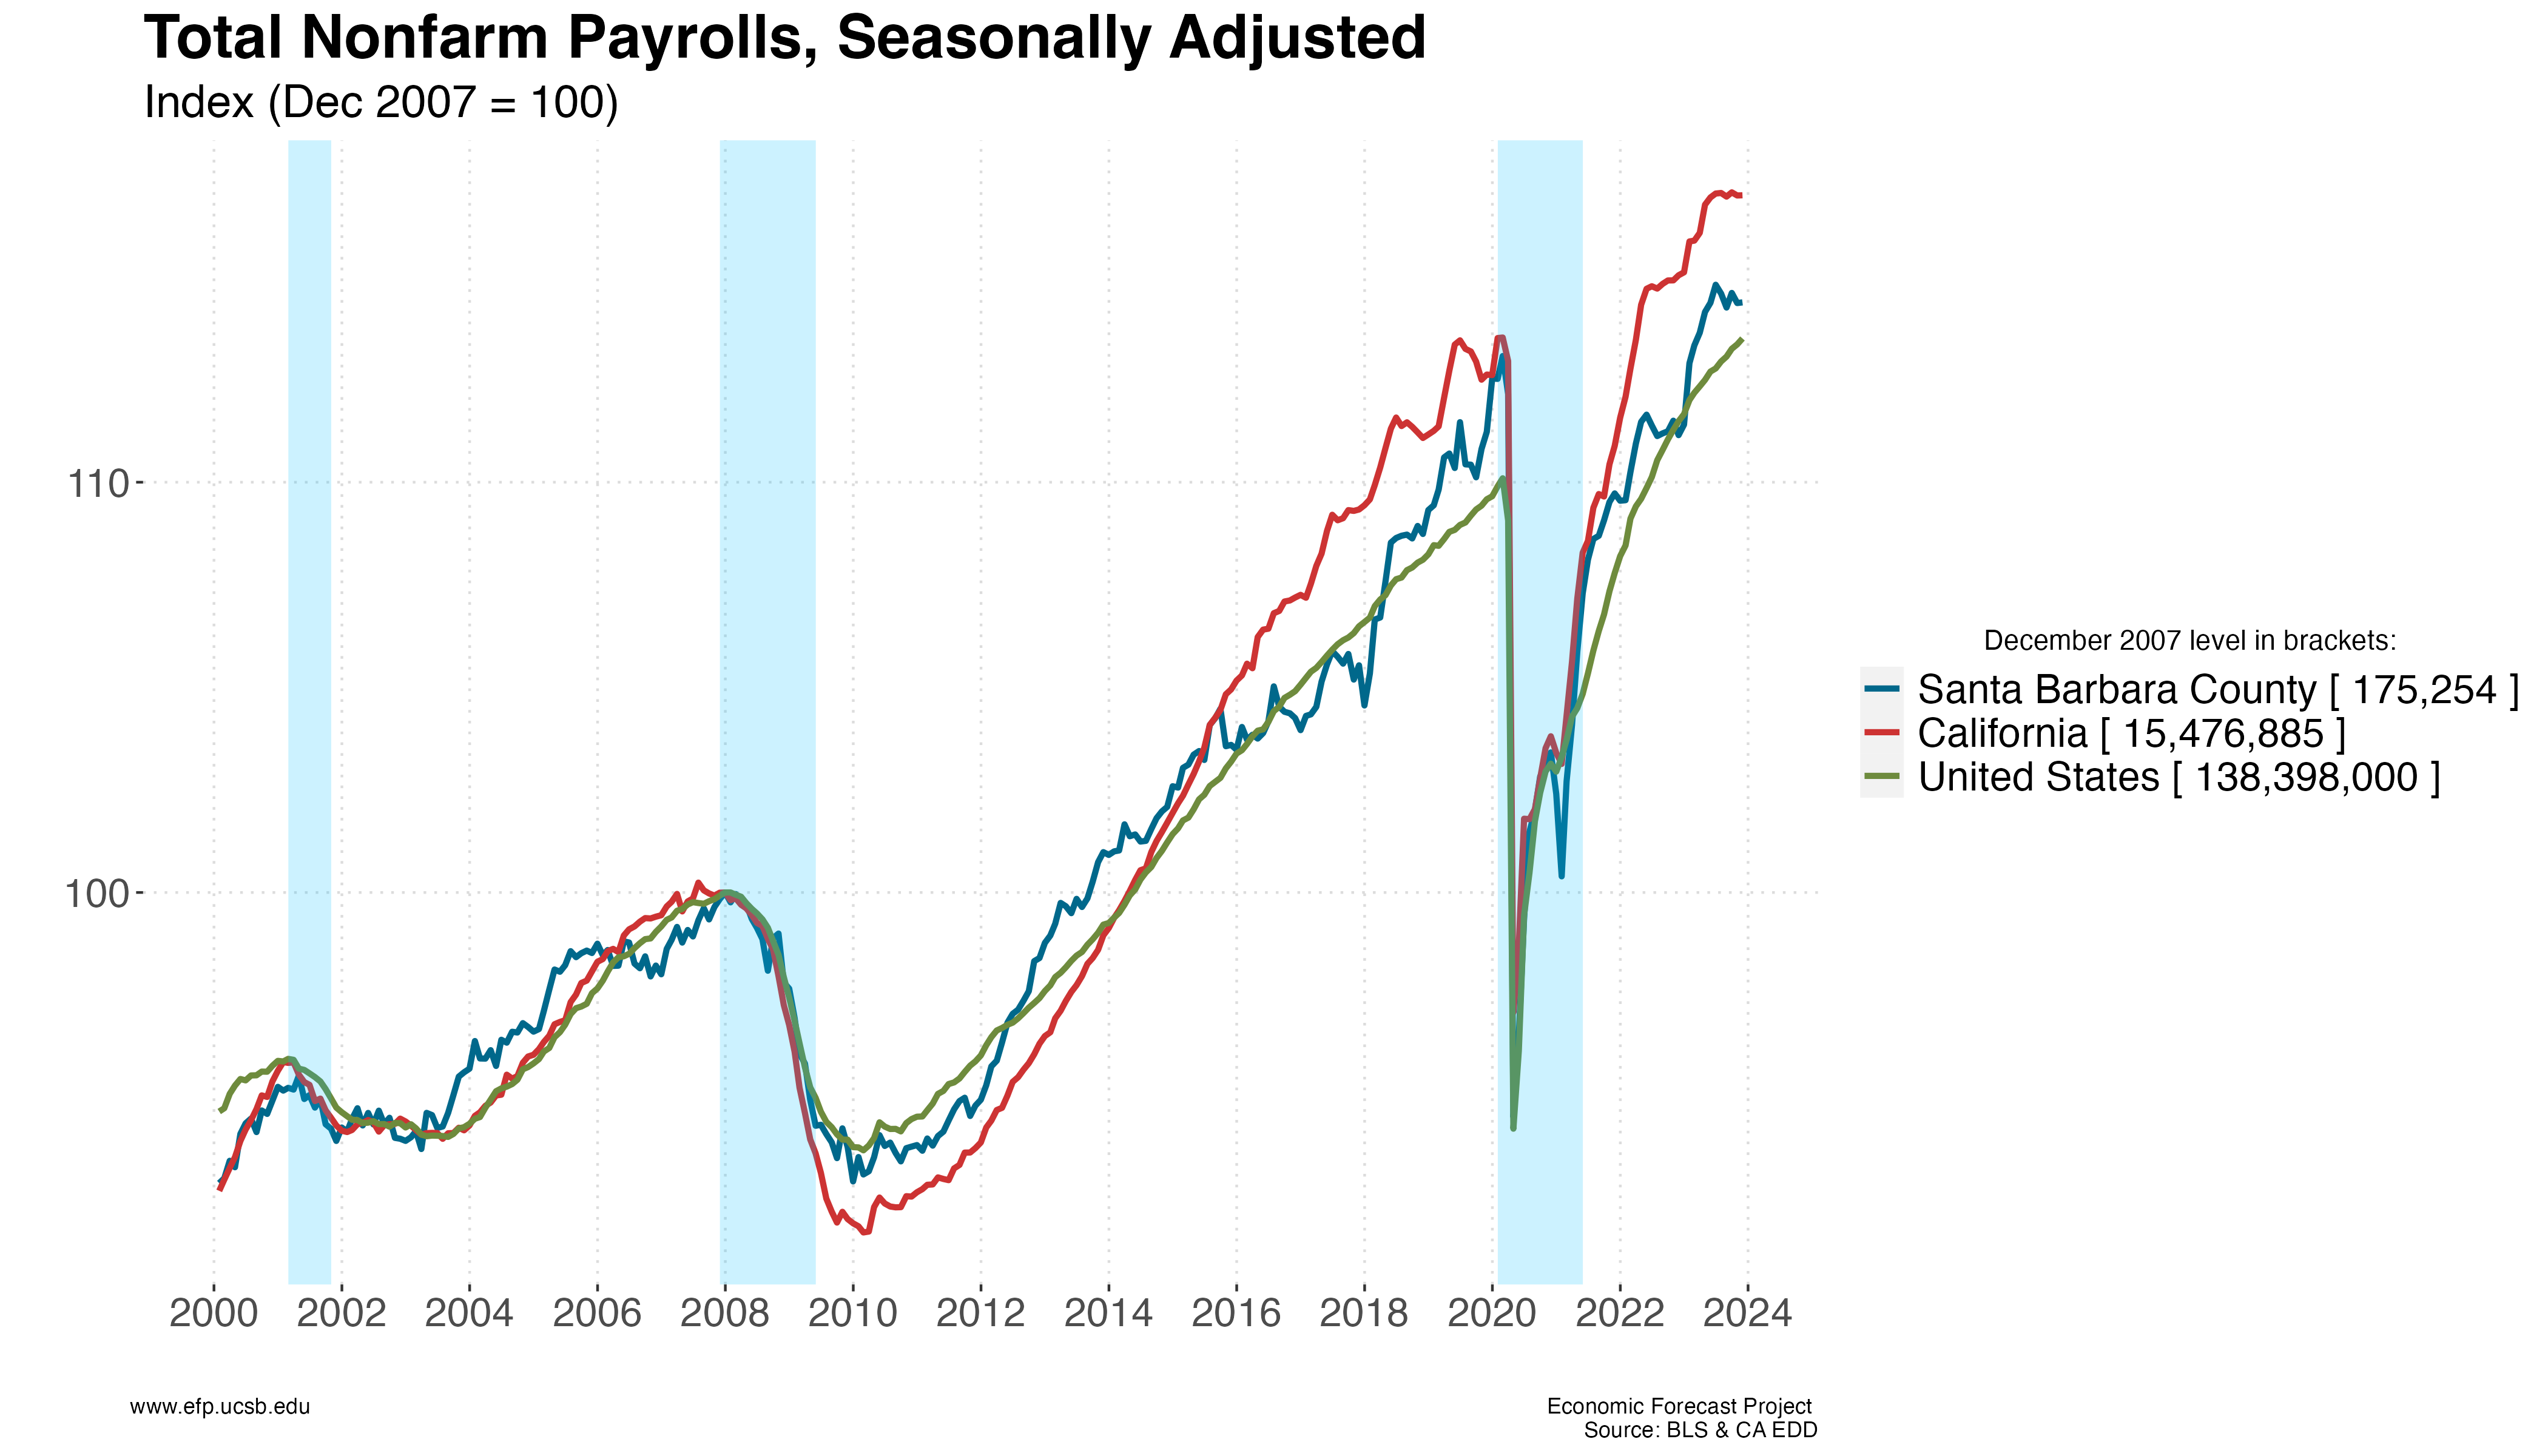 Total Nonfarm Payrolls, Seasonally Adjusted
Index (Dec 2007 = 100)
110
100
2000 2002 2004 2006 2008 2010 2012 2014 2016 2018 2020 2022 2024
December 2007 level in brackets:
Santa Barbara County [ 175,254 ]
California [ 15,476,885 ]
United States [ 138,398,000 ]
www.efp.ucsb.edu
Economic Forecast Project
Source: BLS & CA EDD